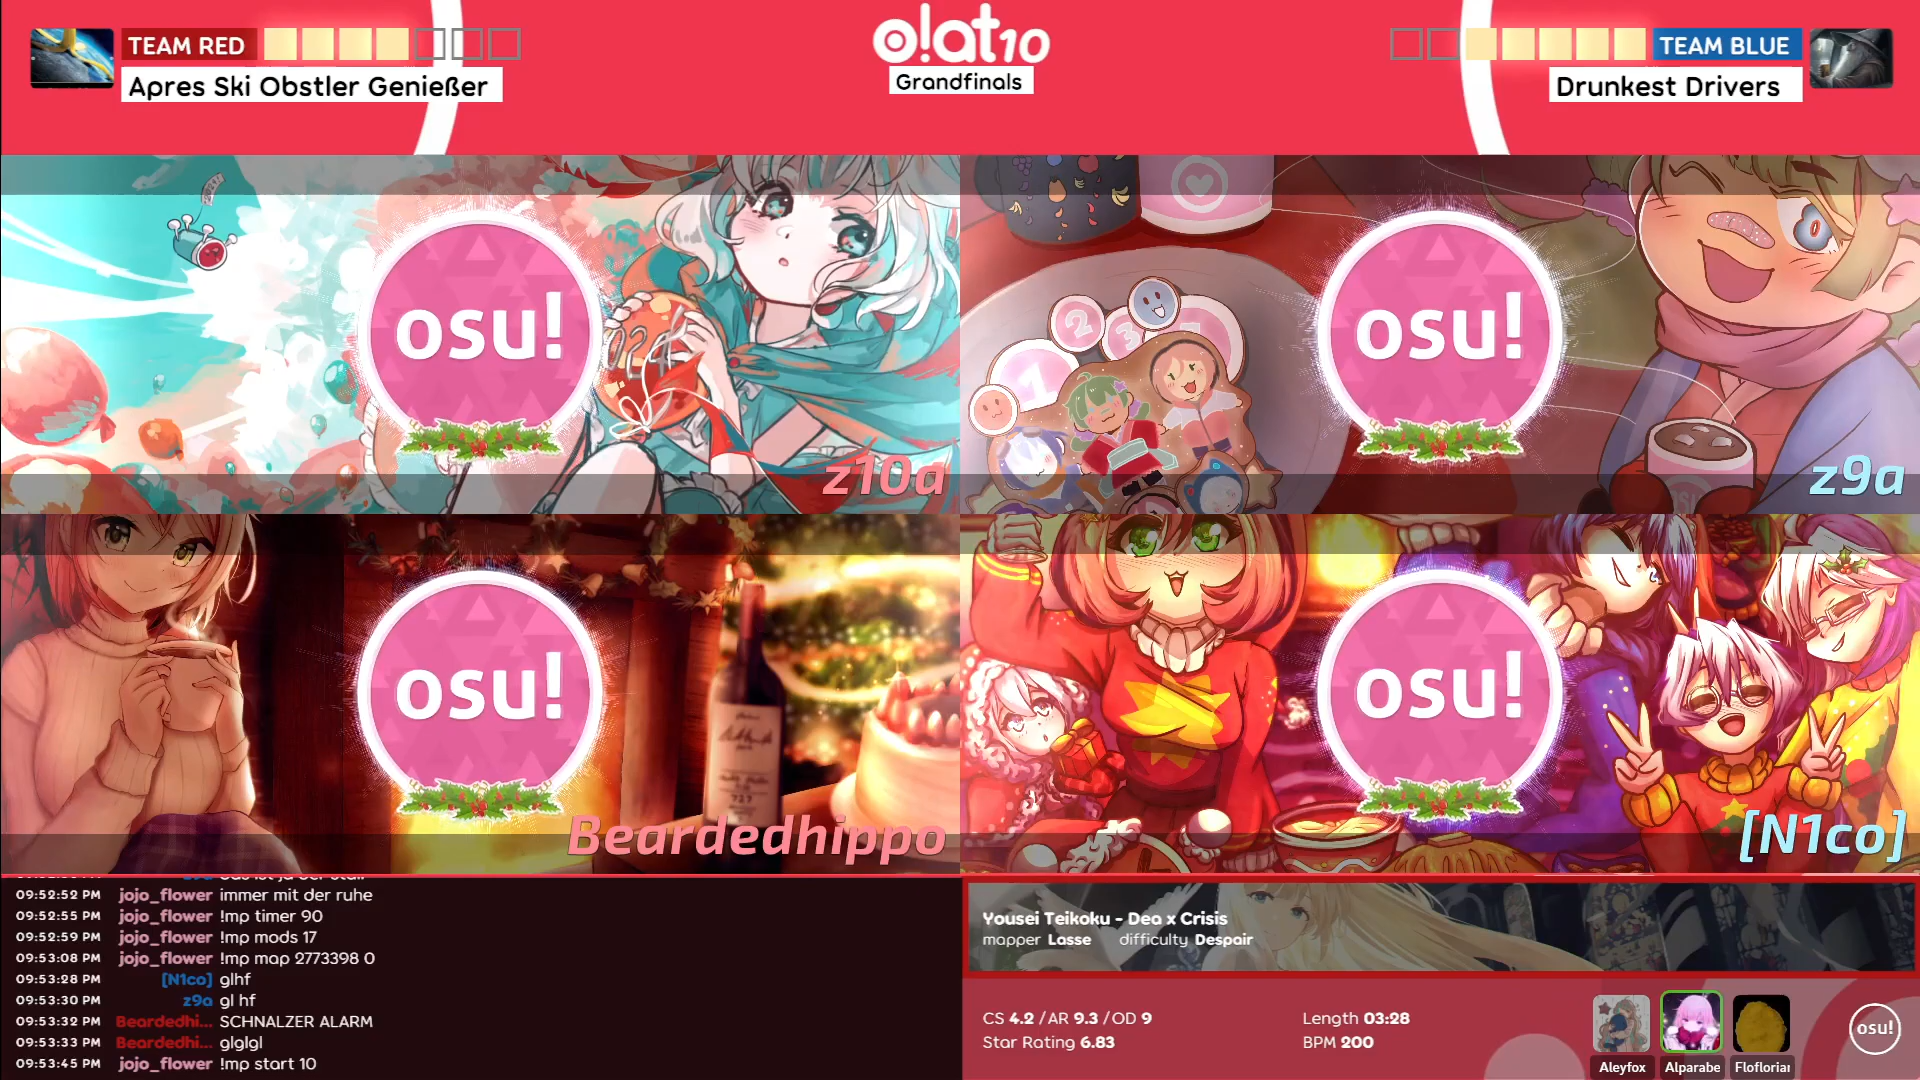 TEAM RED
Apres Ski Obstler Genießer
o!at10
Grandfinals
TEAM BLUE
Drunkest Drivers
osu!
z10a
osu!
z9a
osu!
Beardedhippo
osu!
[N1co]
09:52:52 PM jojo_flower immer mit der ruhe
09:52:55 PM jojo_flower !mp timer 90
09:52:59 PM jojo_flower !mp mods 17
09:53:08 PM jojo_flower !mp map 2773398 0
09:53:28 PM [N1co] glhf
09:53:30 PM z9a gl hf
09:53:32 PM Beardedhi... SCHNALZER ALARM
09:53:33 PM Beardedhi... glglgl
09:53:45 PM jojo_flower !mp start 10
Yousei Teikoku - Dea x Crisis
mapper Lasse difficulty Despair
CS 4.2 / AR 9.3 / OD 9
Star Rating 6.83
Length 03:28
BPM 200
Aleyfox
Alparabe
Floflorian
osu!